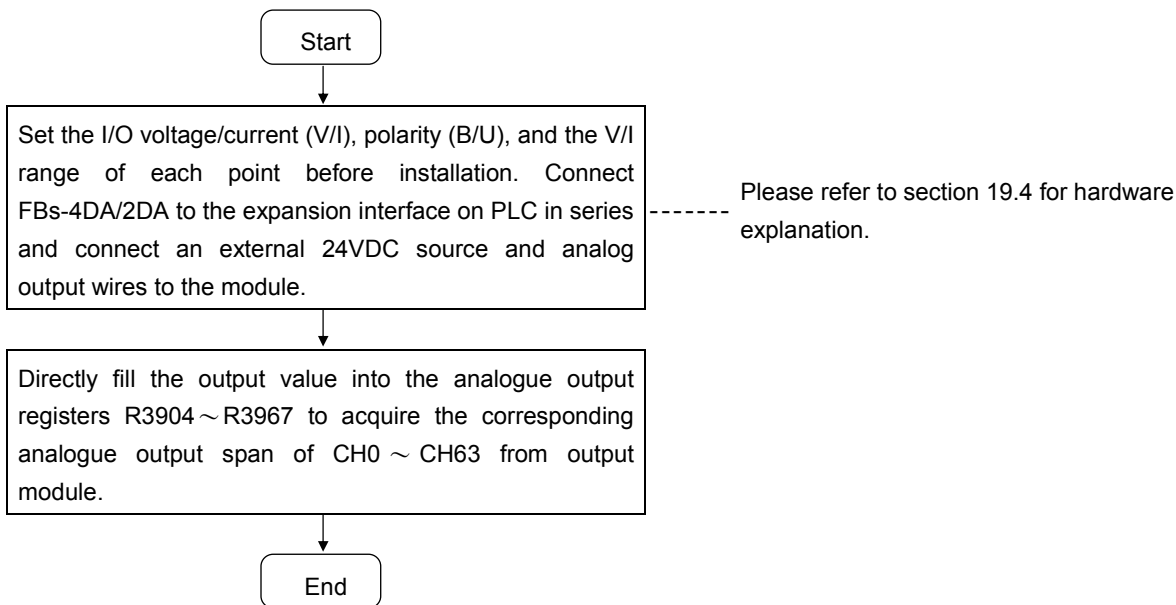 Start
Set the I/O voltage/current (V/I), polarity (B/U), and the V/I
range of each point before installation. Connect
FBs-4DA/2DA to the expansion interface on PLC in series
and connect an external 24VDC source and analog
output wires to the module.
Please refer to section 19.4 for hardware
explanation.
Directly fill the output value into the analogue output
registers R3904～R3967 to acquire the corresponding
analogue output span of CH0 ～ CH63 from output
module.
End